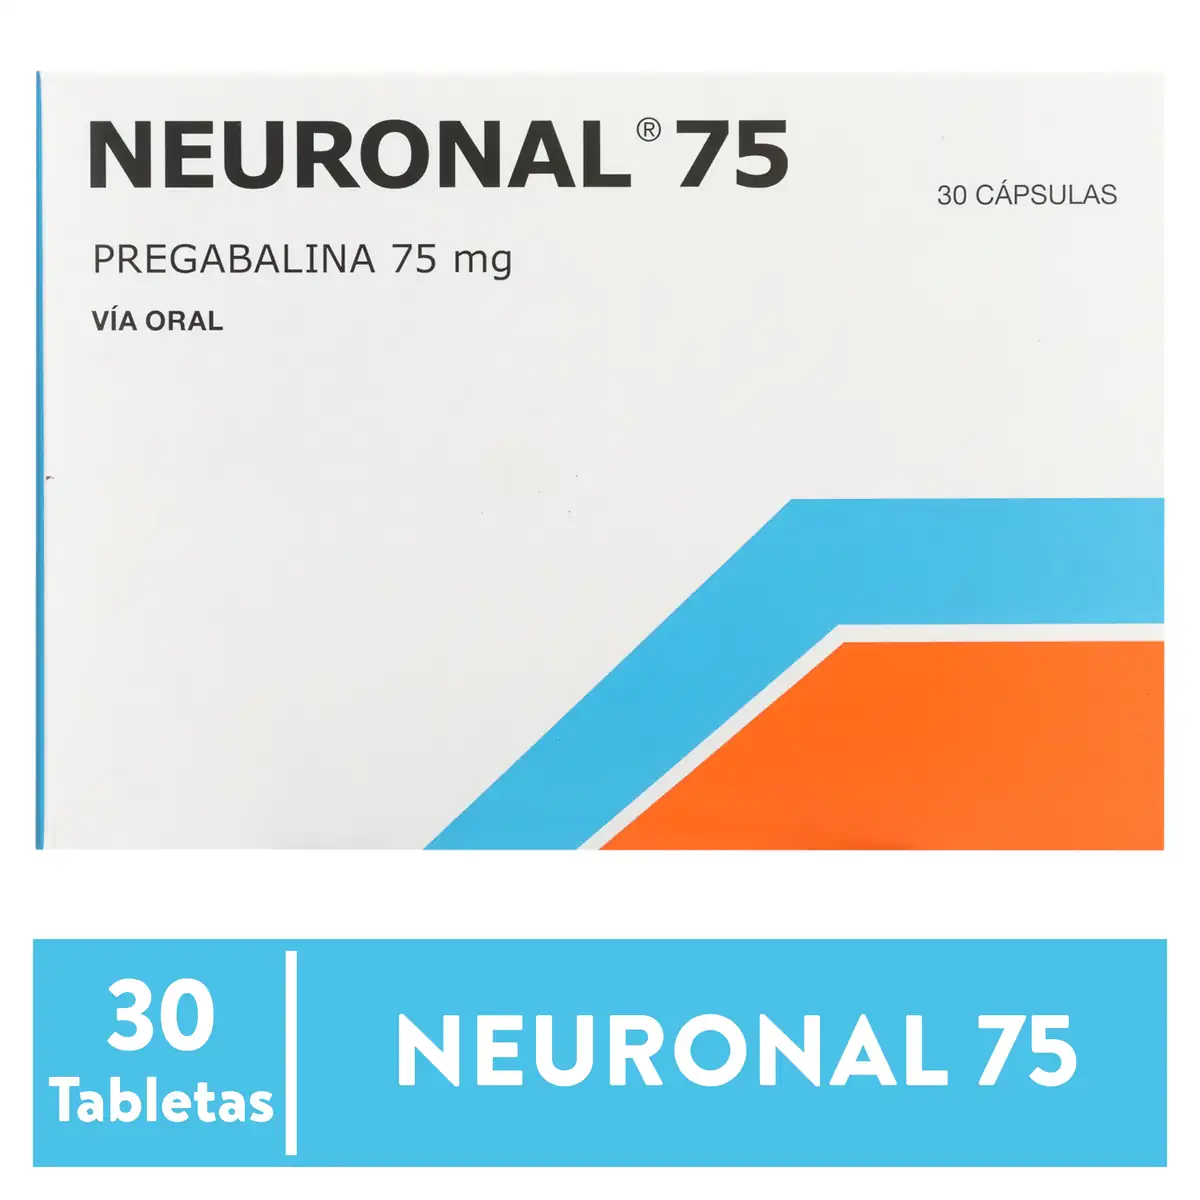 NEURONAL® 75
30 CÁPSULAS
PREGABALINA 75 mg
VÍA ORAL
30
Tabletas
NEURONAL 75